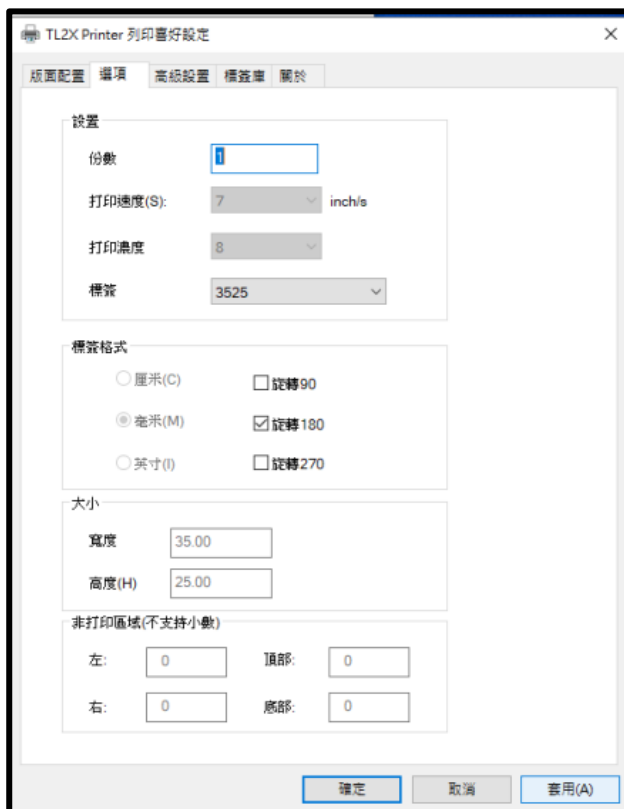 TL2X Printer 列印喜好設定
版面配置 選項 高級設置 標簽庫 關於
設置
份數 1
打印速度(S): 7 inch/s
打印濃度 8
標簽 3525
標簽格式
厘米(C) 旋轉90
毫米(M) 旋轉180
英寸(I) 旋轉270
大小
寬度 35.00
高度(H) 25.00
非打印區域(不支持小數)
左: 0 頂部: 0
右: 0 底部: 0
確定 取消 套用(A)